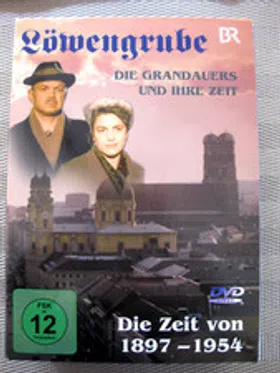 Löwengrube
BR
DIE GRANDAUERS
UND IHRE ZEIT
DVD
FSK
12
Die Zeit von
1897 – 1954